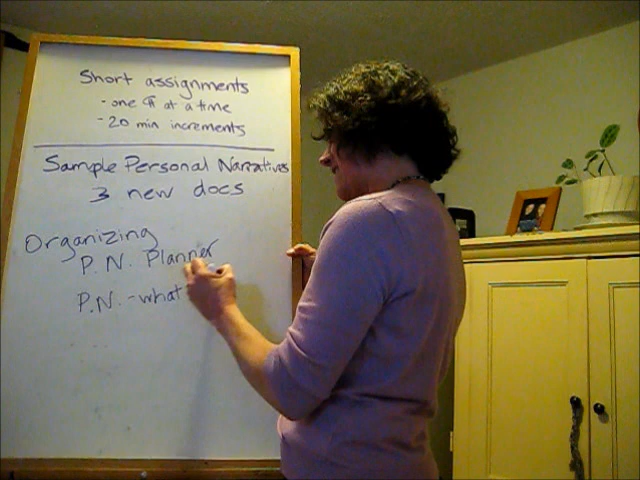 Short assignments
- one ¶ at a time
- 20 min increments
Sample Personal Narratives
3 new docs
Organizing
P. N. Planner
P.N. - what